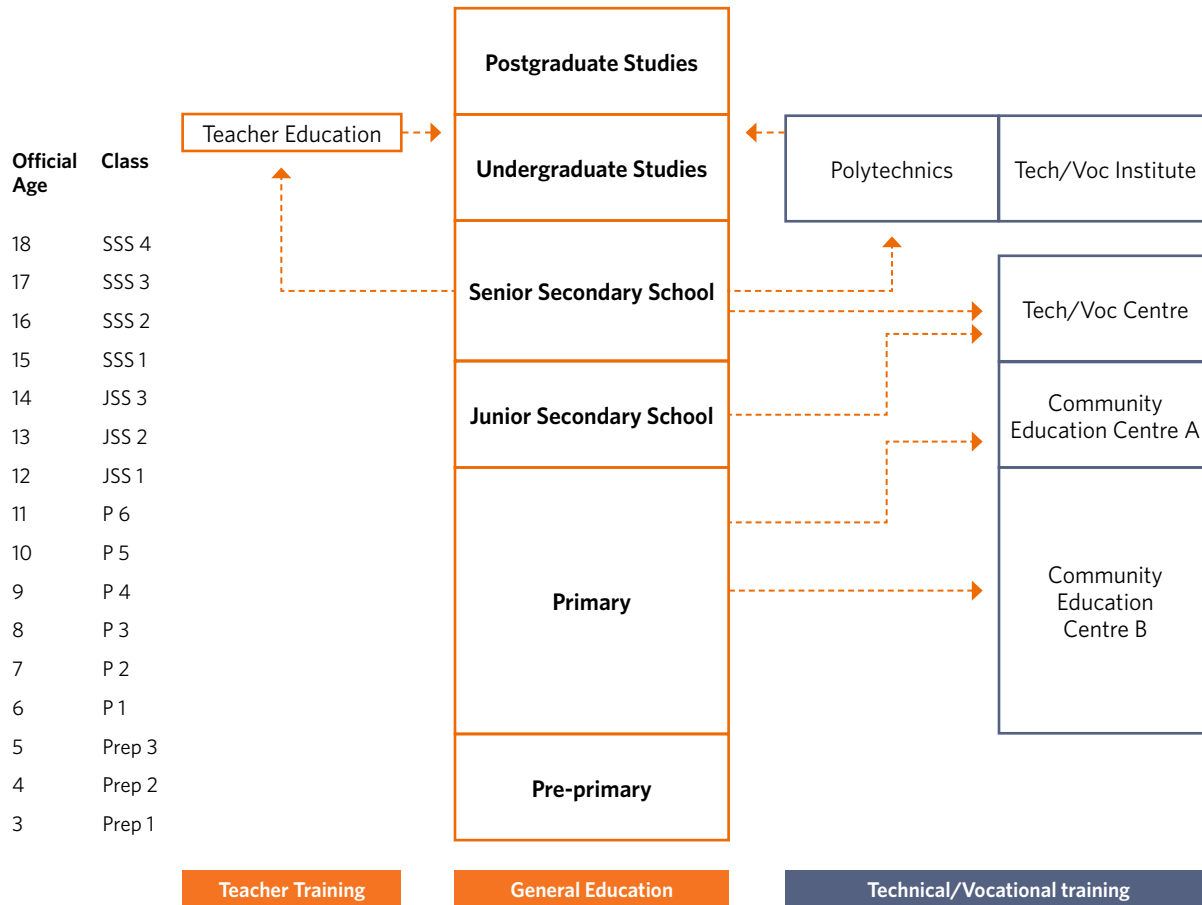 Postgraduate Studies
Teacher Education
Undergraduate Studies
Polytechnics
Tech/Voc Institute
Official
Age
Class
18 SSS 4
17 SSS 3
16 SSS 2
15 SSS 1
14 JSS 3
13 JSS 2
12 JSS 1
11 P 6
10 P 5
9 P 4
8 P 3
7 P 2
6 P 1
5 Prep 3
4 Prep 2
3 Prep 1
Senior Secondary School
Tech/Voc Centre
Junior Secondary School
Community
Education Centre A
Primary
Community
Education
Centre B
Pre-primary
Teacher Training
General Education
Technical/Vocational training